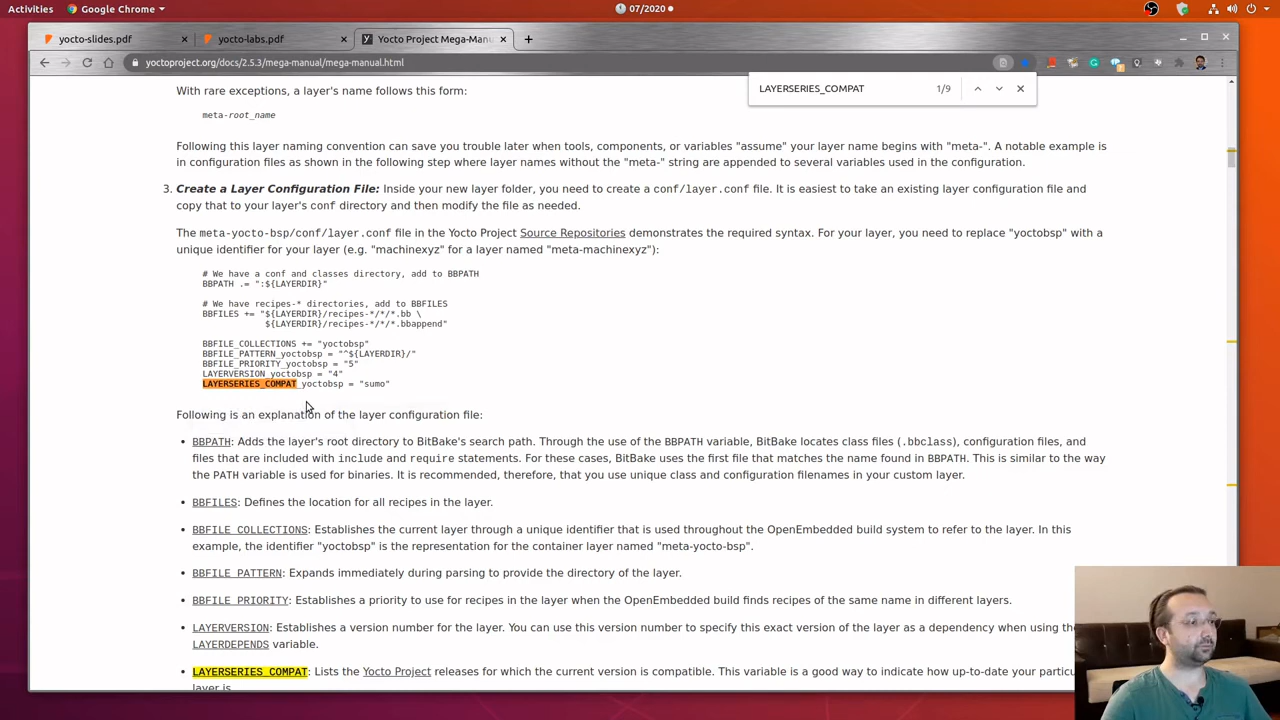 Activities
Google Chrome
07/2020
yocto-slides.pdf
yocto-labs.pdf
Yocto Project Mega-Manu
yoctoproject.org/docs/2.5.3/mega-manual/mega-manual.html
LAYERSERIES_COMPAT 1/9
With rare exceptions, a layer's name follows this form:
meta-root_name
Following this layer naming convention can save you trouble later when tools, components, or variables "assume" your layer name begins with "meta-". A notable example is
in configuration files as shown in the following step where layer names without the "meta-" string are appended to several variables used in the configuration.
3. Create a Layer Configuration File: Inside your new layer folder, you need to create a conf/layer.conf file. It is easiest to take an existing layer configuration file and
copy that to your layer's conf directory and then modify the file as needed.
The meta-yocto-bsp/conf/layer.conf file in the Yocto Project Source Repositories demonstrates the required syntax. For your layer, you need to replace "yoctobsp" with a
unique identifier for your layer (e.g. "machinexyz" for a layer named "meta-machinexyz"):
# We have a conf and classes directory, add to BBPATH
BBPATH .= ":${LAYERDIR}"
# We have recipes-* directories, add to BBFILES
BBFILES += "${LAYERDIR}/recipes-*/*/*.bb \
${LAYERDIR}/recipes-*/*/*.bbappend"
BBFILE_COLLECTIONS += "yoctobsp"
BBFILE_PATTERN_yoctobsp = "^${LAYERDIR}/"
BBFILE_PRIORITY_yoctobsp = "5"
LAYERVERSION_yoctobsp = "4"
LAYERSERIES_COMPAT_yoctobsp = "sumo"
Following is an explanation of the layer configuration file:
• BBPATH: Adds the layer's root directory to BitBake's search path. Through the use of the BBPATH variable, BitBake locates class files (.bbclass), configuration files, and
files that are included with include and require statements. For these cases, BitBake uses the first file that matches the name found in BBPATH. This is similar to the way
the PATH variable is used for binaries. It is recommended, therefore, that you use unique class and configuration filenames in your custom layer.
• BBFILES: Defines the location for all recipes in the layer.
• BBFILE_COLLECTIONS: Establishes the current layer through a unique identifier that is used throughout the OpenEmbedded build system to refer to the layer. In this
example, the identifier "yoctobsp" is the representation for the container layer named "meta-yocto-bsp".
• BBFILE_PATTERN: Expands immediately during parsing to provide the directory of the layer.
• BBFILE_PRIORITY: Establishes a priority to use for recipes in the layer when the OpenEmbedded build finds recipes of the same name in different layers.
• LAYERVERSION: Establishes a version number for the layer. You can use this version number to specify this exact version of the layer as a dependency when using the
LAYERDEPENDS variable.
• LAYERSERIES_COMPAT: Lists the Yocto Project releases for which the current version is compatible. This variable is a good way to indicate how up-to-date your particu
layer is.